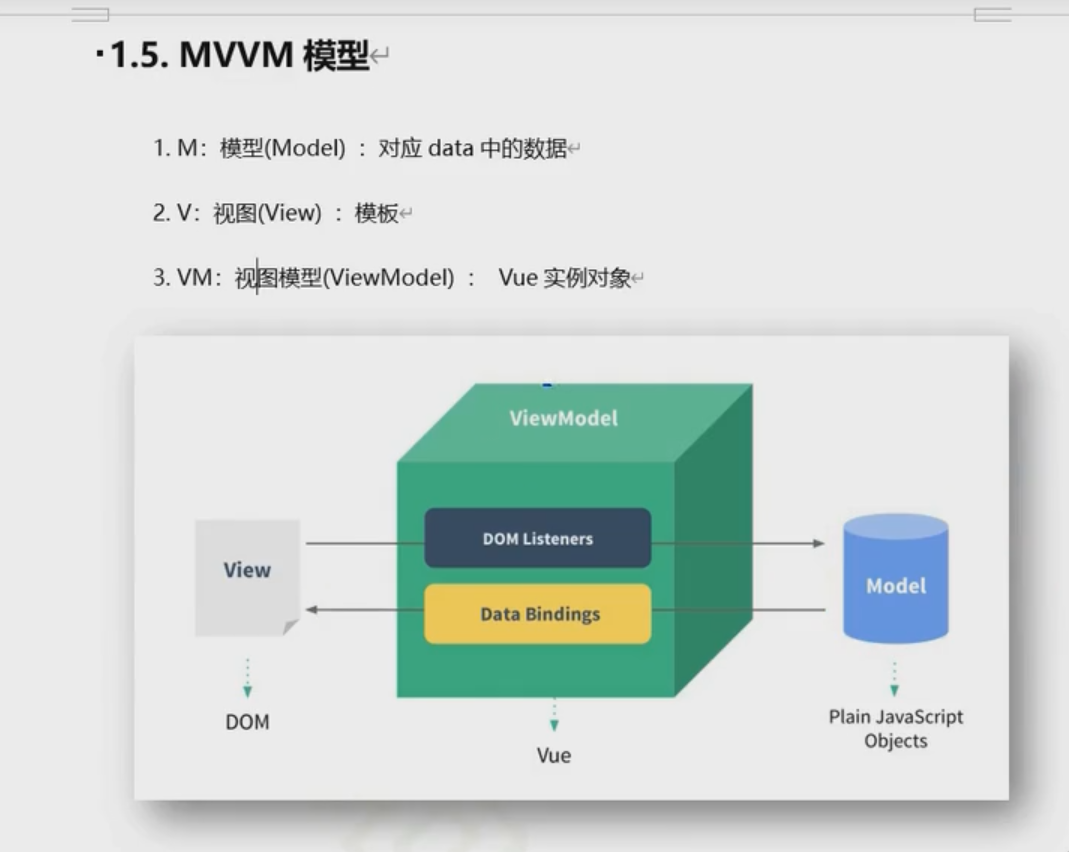 1.5. MVVM 模型
1. M：模型(Model) ：对应 data 中的数据
2. V：视图(View) ：模板
3. VM：视图模型(ViewModel) ： Vue 实例对象
ViewModel
DOM Listeners
View
Model
Data Bindings
DOM
Plain JavaScript
Objects
Vue